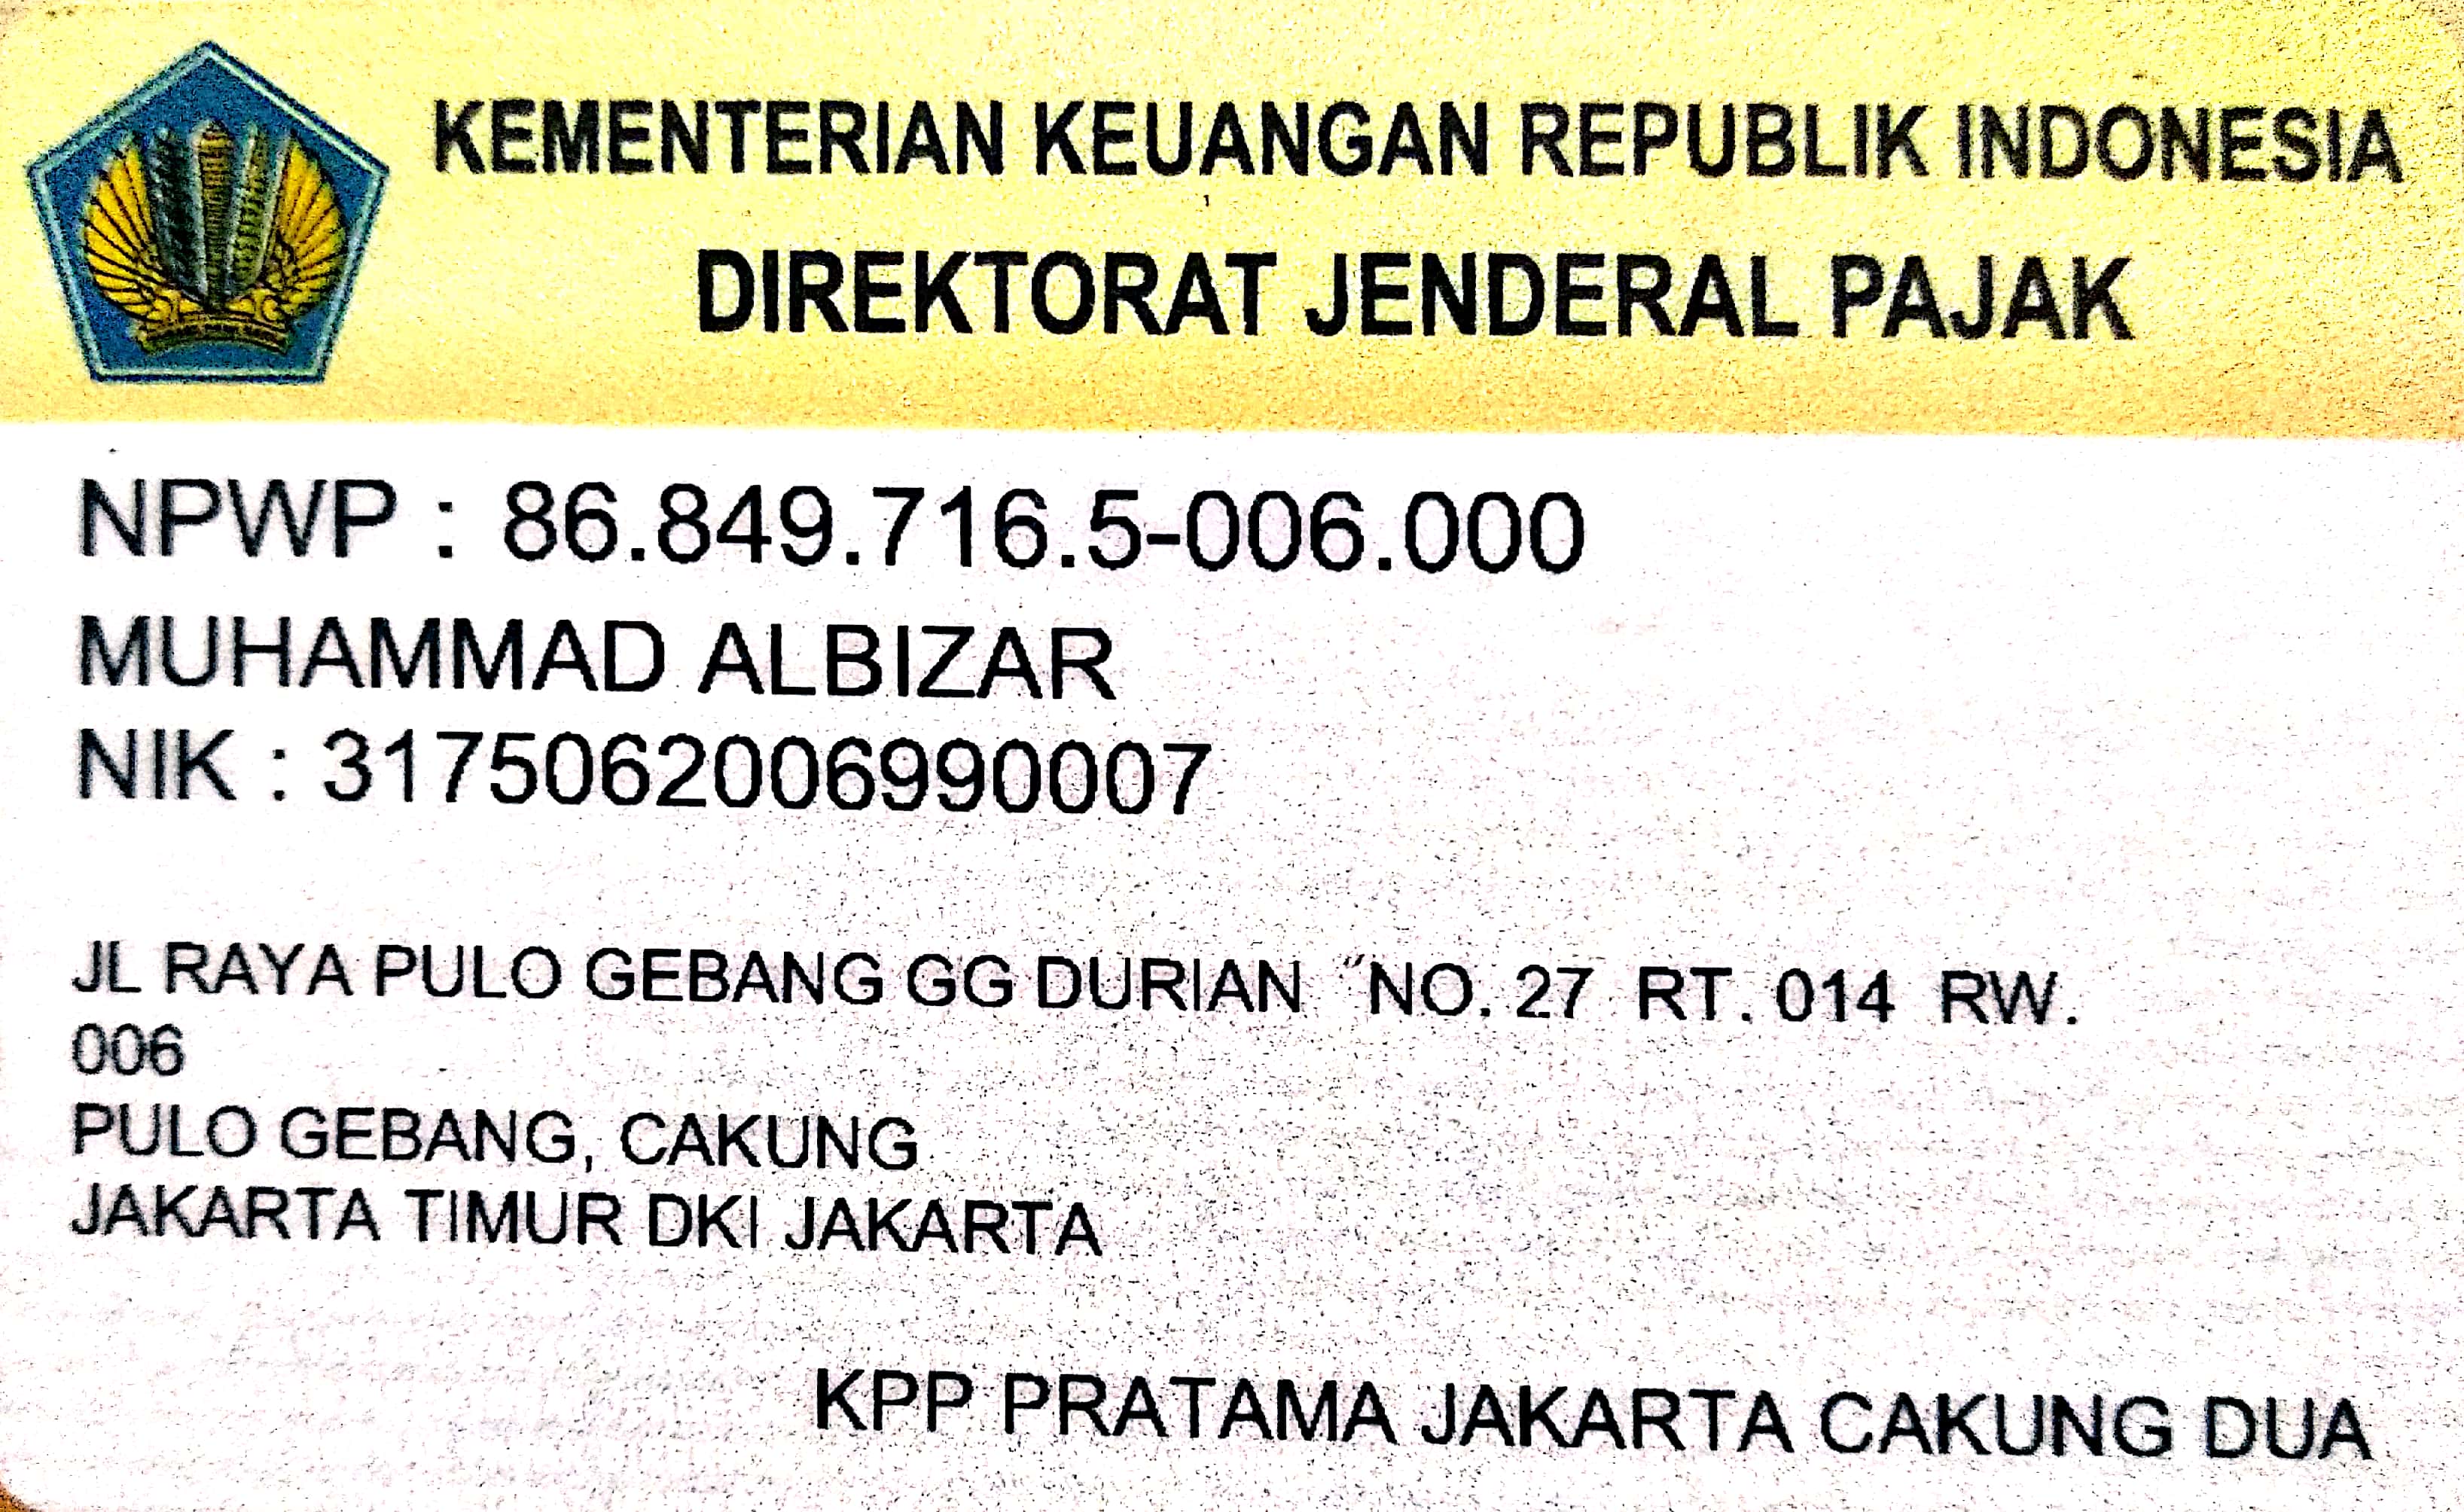 KEMENTERIAN KEUANGAN REPUBLIK INDONESIA
DIREKTORAT JENDERAL PAJAK
NPWP : 86.849.716.5-006.000
MUHAMMAD ALBIZAR
NIK : 3175062006990007
JL RAYA PULO GEBANG GG DURIAN NO. 27 RT. 014 RW.
006
PULO GEBANG, CAKUNG
JAKARTA TIMUR DKI JAKARTA
KPP PRATAMA JAKARTA CAKUNG DUA